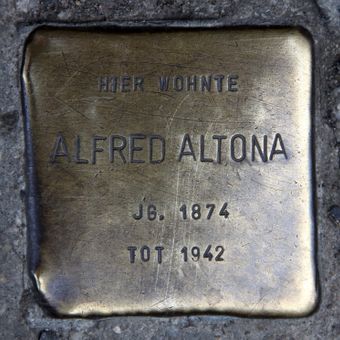 HIER WOHNTE
ALFRED ALTONA
JG. 1874
TOT 1942